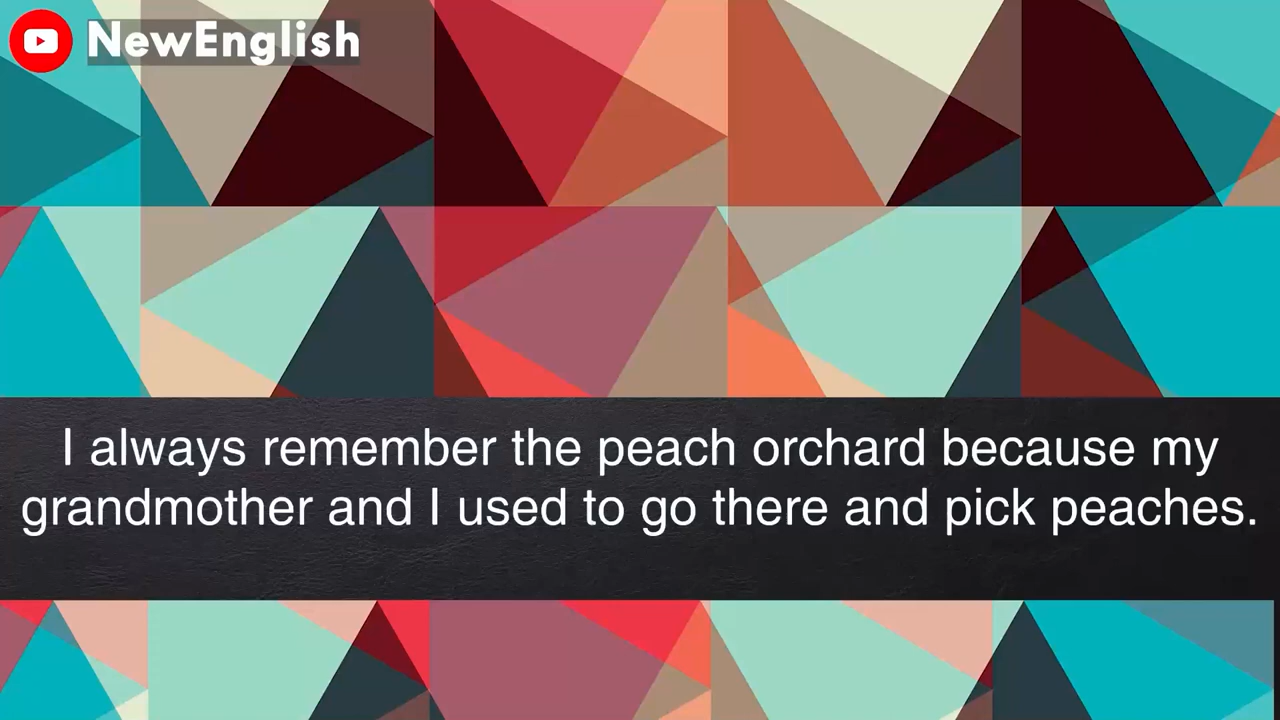 NewEnglish
I always remember the peach orchard because my
grandmother and I used to go there and pick peaches.